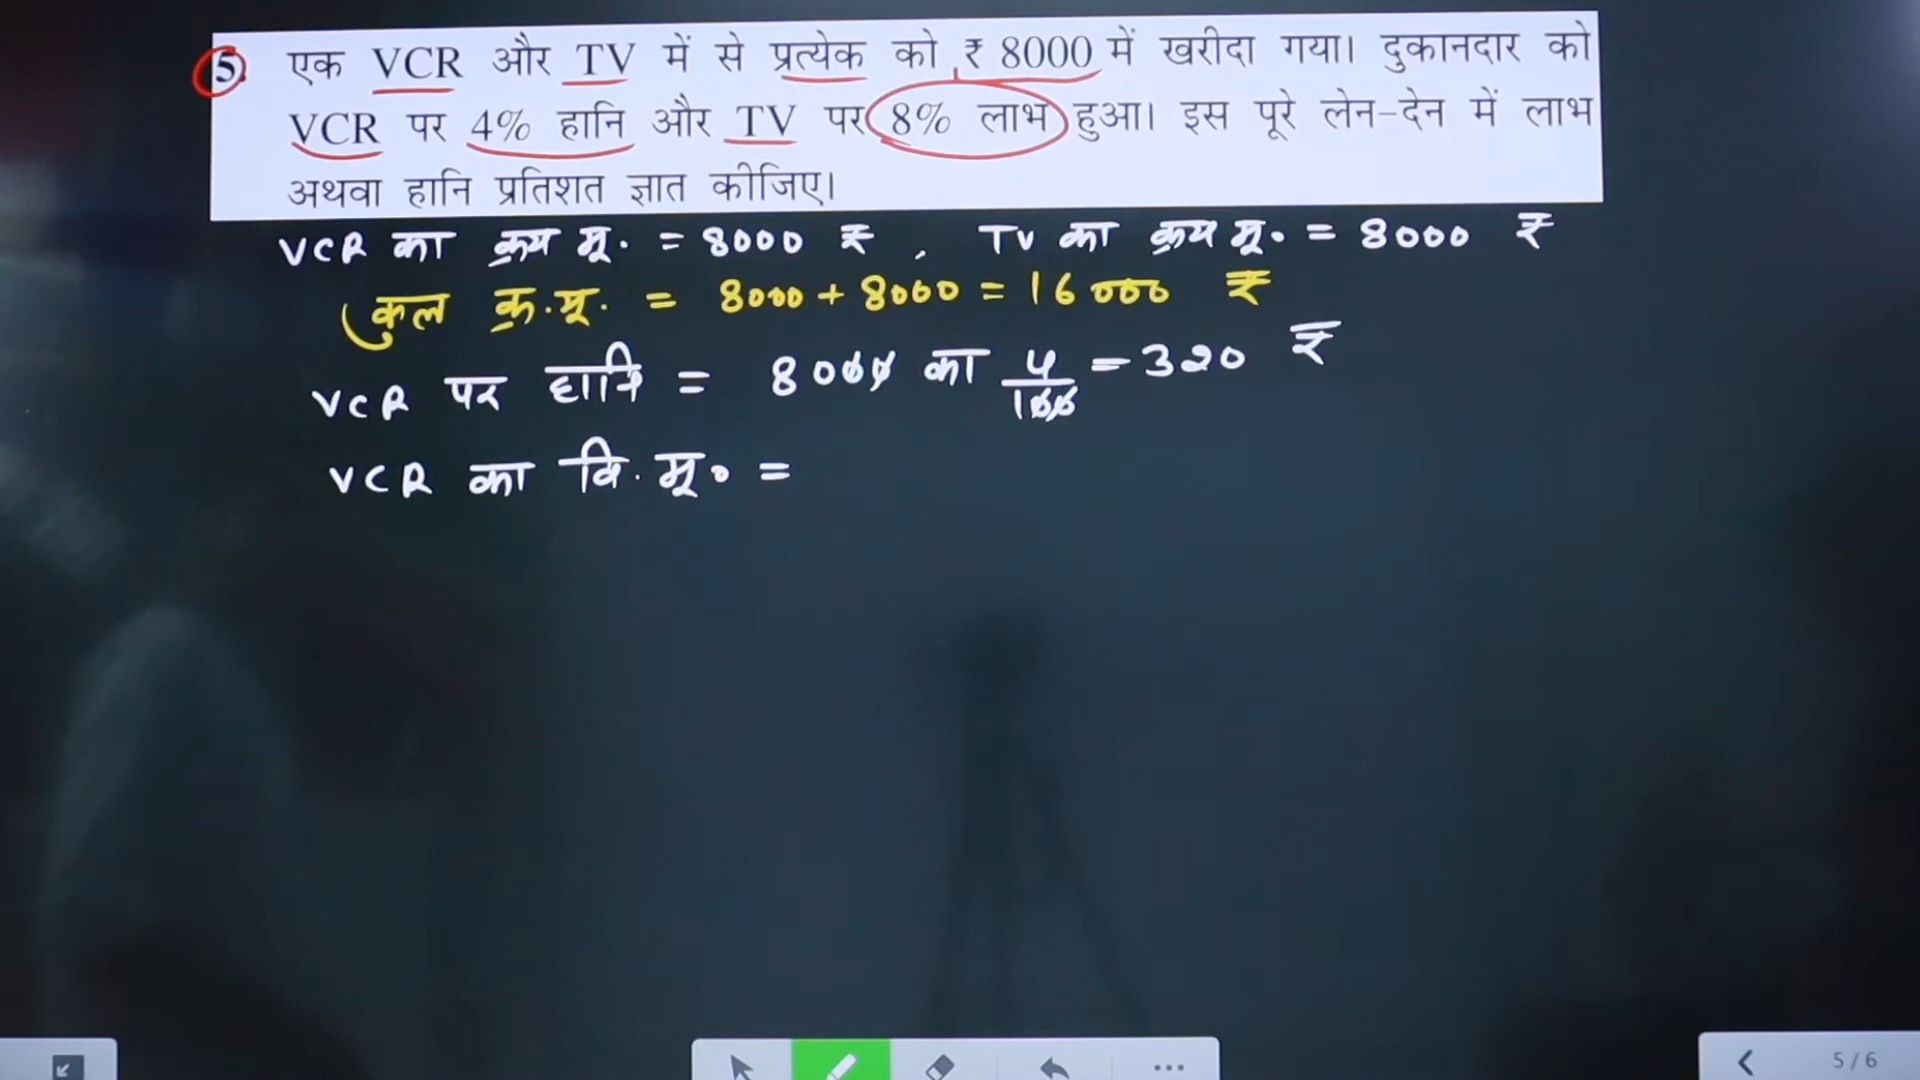 5. एक VCR और TV में से प्रत्येक को ₹ 8000 में खरीदा गया। दुकानदार को
VCR पर 4% हानि और TV पर 8% लाभ हुआ। इस पूरे लेन-देन में लाभ
अथवा हानि प्रतिशत ज्ञात कीजिए।
VCR का क्रय मू. = 8000 ₹ , TV का क्रय मू. = 8000 ₹
कुल क्र.मू. = 8000 + 8000 = 16000 ₹
VCR पर हानि = 8000 का 4/100 = 320 ₹
VCR का वि.मू. =
5 / 6